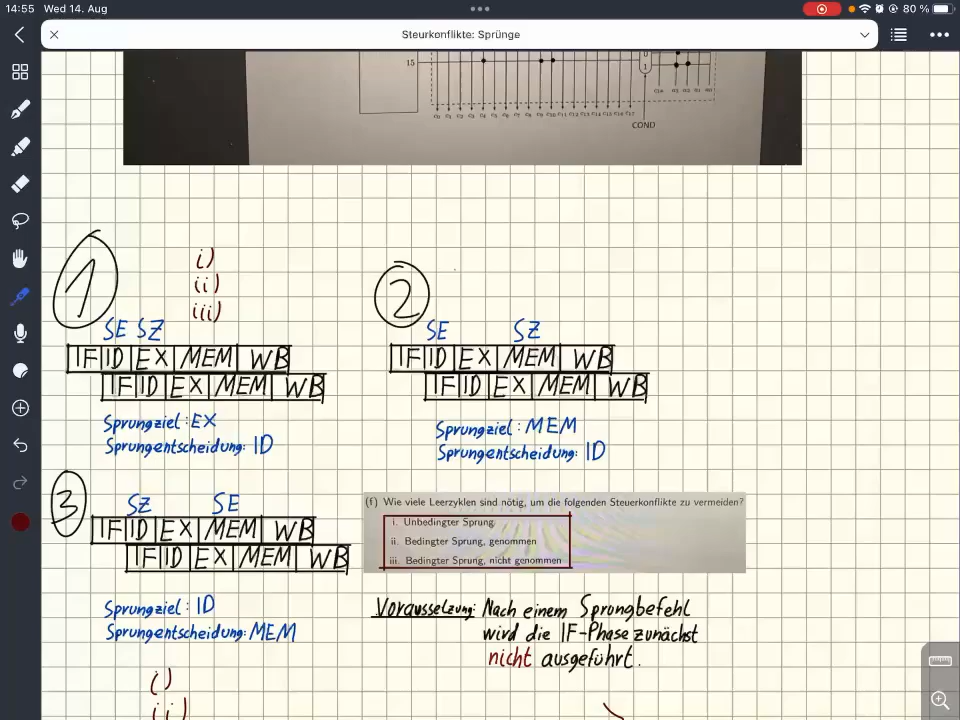 14:55 Wed 14. Aug
80 %
Steurkonflikte: Sprünge
15
0
1
COND
1
i)
ii)
iii)
SE SZ
IF ID EX MEM WB
IF ID EX MEM WB
Sprungziel: EX
Sprungentscheidung: ID
2
SE SZ
IF ID EX MEM WB
IF ID EX MEM WB
Sprungziel: MEM
Sprungentscheidung: ID
3
SZ SE
IF ID EX MEM WB
IF ID EX MEM WB
Sprungziel: ID
Sprungentscheidung: MEM
i)
ii)
(f) Wie viele Leerzyklen sind nötig, um die folgenden Steuerkonflikte zu vermeiden?
i. Unbedingter Sprung
ii. Bedingter Sprung, genommen
iii. Bedingter Sprung, nicht genommen
Voraussetzung: Nach einem Sprungbefehl
wird die IF-Phase zunächst
nicht ausgeführt.